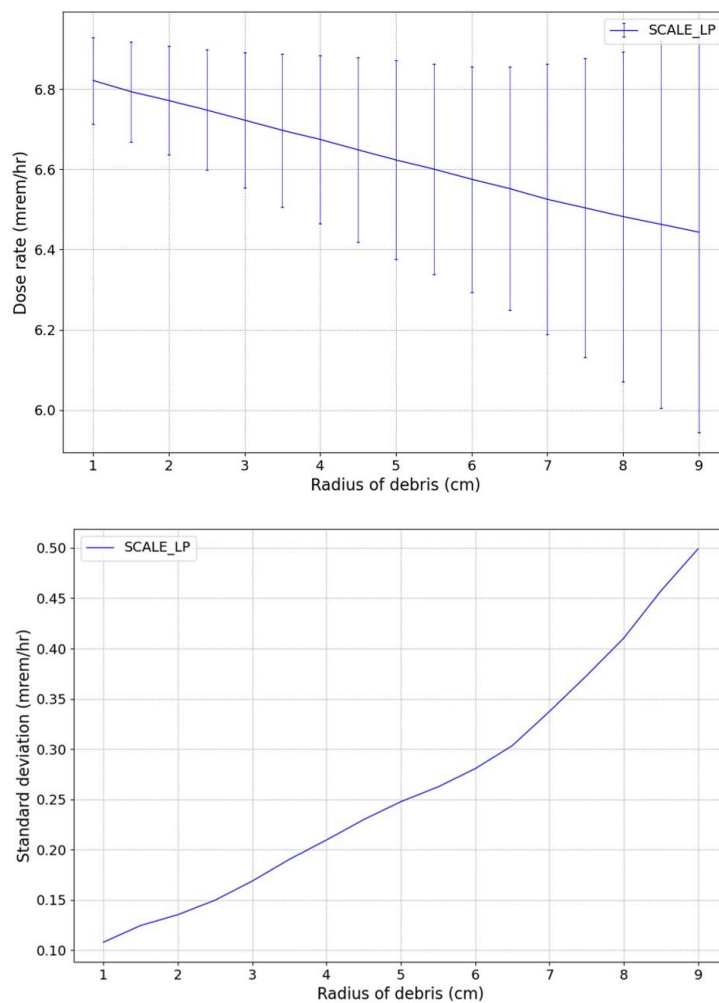 SCALE_LP
6.8
6.6
6.4
6.2
6.0
Dose rate (mrem/hr)
1 2 3 4 5 6 7 8 9
Radius of debris (cm)
SCALE_LP
0.50
0.45
0.40
0.35
0.30
0.25
0.20
0.15
0.10
Standard deviation (mrem/hr)
1 2 3 4 5 6 7 8 9
Radius of debris (cm)